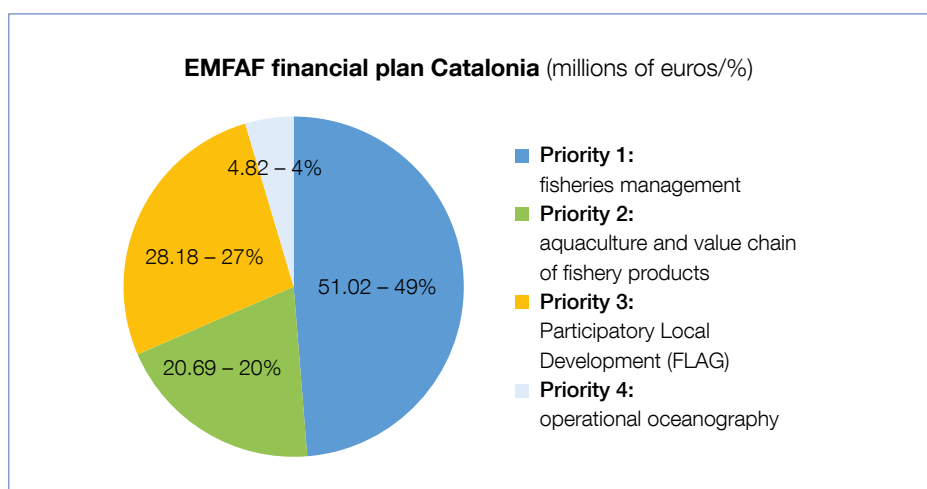 EMFAF financial plan Catalonia (millions of euros/%)
4.82 – 4%
28.18 – 27%
51.02 – 49%
20.69 – 20%
Priority 1:
fisheries management
Priority 2:
aquaculture and value chain
of fishery products
Priority 3:
Participatory Local
Development (FLAG)
Priority 4:
operational oceanography